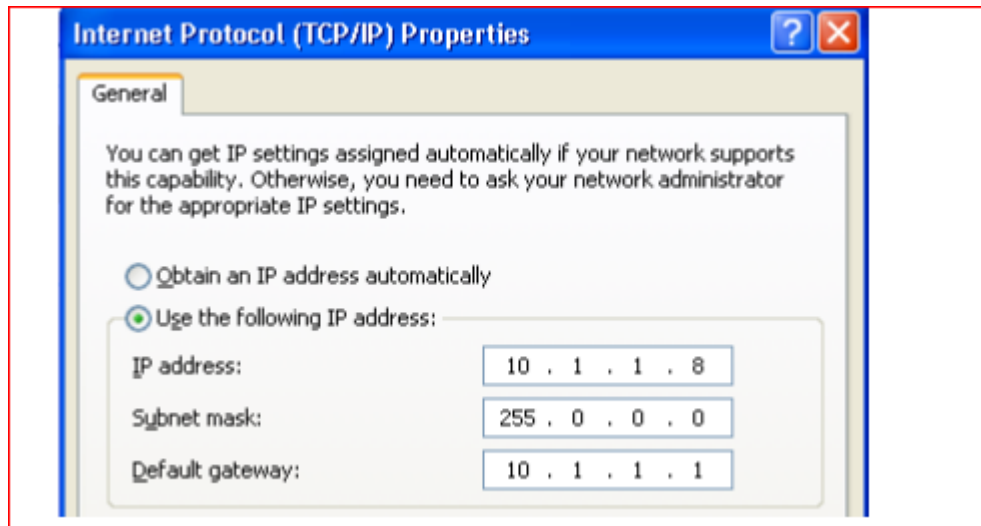 Internet Protocol (TCP/IP) Properties
General
You can get IP settings assigned automatically if your network supports
this capability. Otherwise, you need to ask your network administrator
for the appropriate IP settings.
Obtain an IP address automatically
Use the following IP address:
IP address: 10 . 1 . 1 . 8
Subnet mask: 255 . 0 . 0 . 0
Default gateway: 10 . 1 . 1 . 1